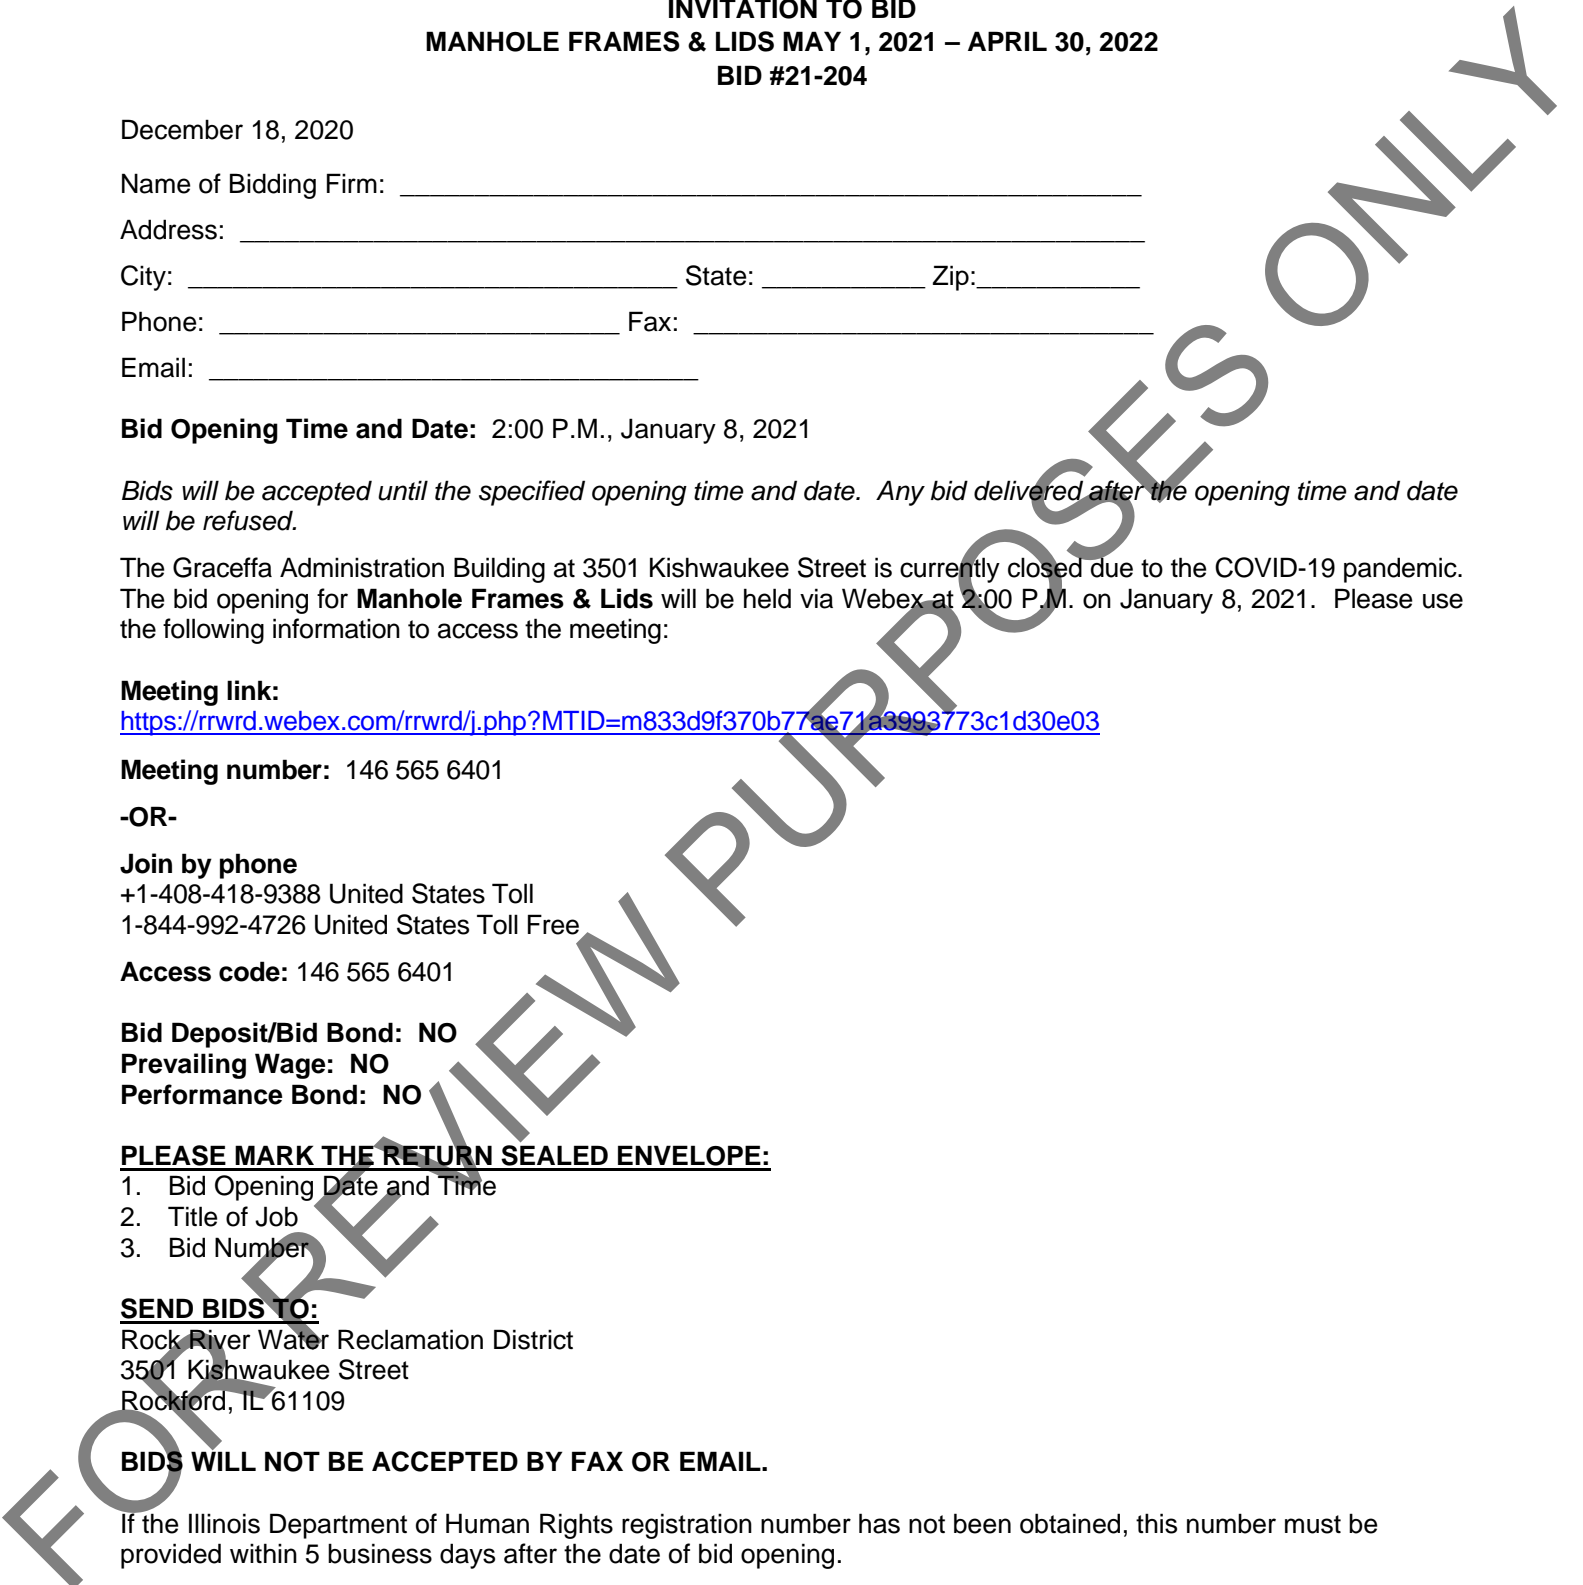 INVITATION TO BID
MANHOLE FRAMES & LIDS MAY 1, 2021 – APRIL 30, 2022
BID #21-204
December 18, 2020
Name of Bidding Firm: __________________________________________________
Address: _____________________________________________________________
City: _________________________________ State: ___________ Zip:___________
Phone: ___________________________ Fax: _______________________________
Email: _________________________________
Bid Opening Time and Date: 2:00 P.M., January 8, 2021
Bids will be accepted until the specified opening time and date. Any bid delivered after the opening time and date
will be refused.
The Graceffa Administration Building at 3501 Kishwaukee Street is currently closed due to the COVID-19 pandemic.
The bid opening for Manhole Frames & Lids will be held via Webex at 2:00 P.M. on January 8, 2021. Please use
the following information to access the meeting:
Meeting link:
https://rrwrd.webex.com/rrwrd/j.php?MTID=m833d9f370b77ae71a3993773c1d30e03
Meeting number: 146 565 6401
-OR-
Join by phone
+1-408-418-9388 United States Toll
1-844-992-4726 United States Toll Free
Access code: 146 565 6401
Bid Deposit/Bid Bond: NO
Prevailing Wage: NO
Performance Bond: NO
PLEASE MARK THE RETURN SEALED ENVELOPE:
1. Bid Opening Date and Time
2. Title of Job
3. Bid Number
SEND BIDS TO:
Rock River Water Reclamation District
3501 Kishwaukee Street
Rockford, IL 61109
BIDS WILL NOT BE ACCEPTED BY FAX OR EMAIL.
If the Illinois Department of Human Rights registration number has not been obtained, this number must be
provided within 5 business days after the date of bid opening.
FOR REVIEW PURPOSES ONLY